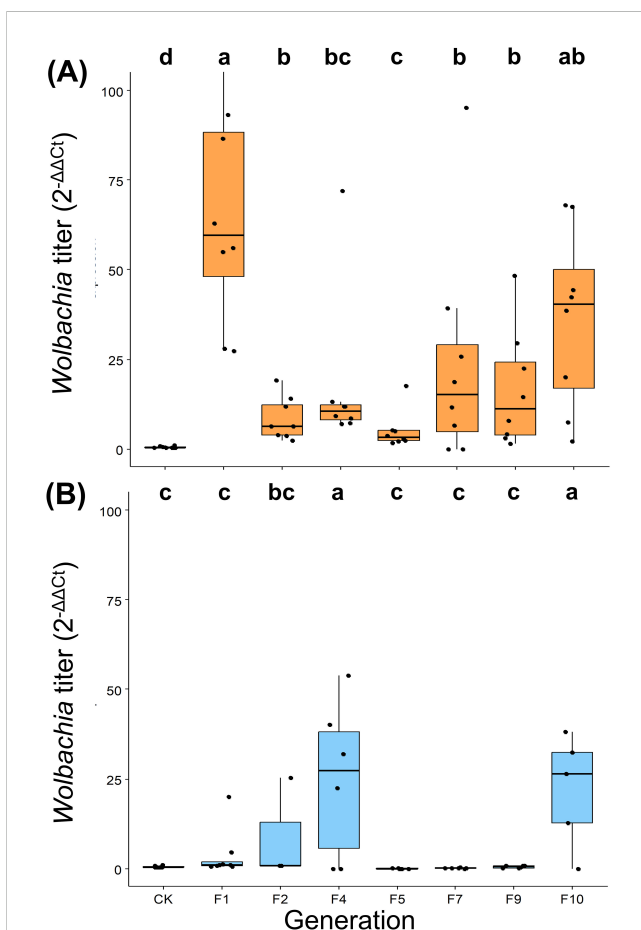 (A)
d a b bc c b b ab
Wolbachia titer (2-ΔΔCt)
100
75
50
25
0
(B)
c c bc a c c c a
Wolbachia titer (2-ΔΔCt)
100
75
50
25
0
CK F1 F2 F4 F5 F7 F9 F10
Generation